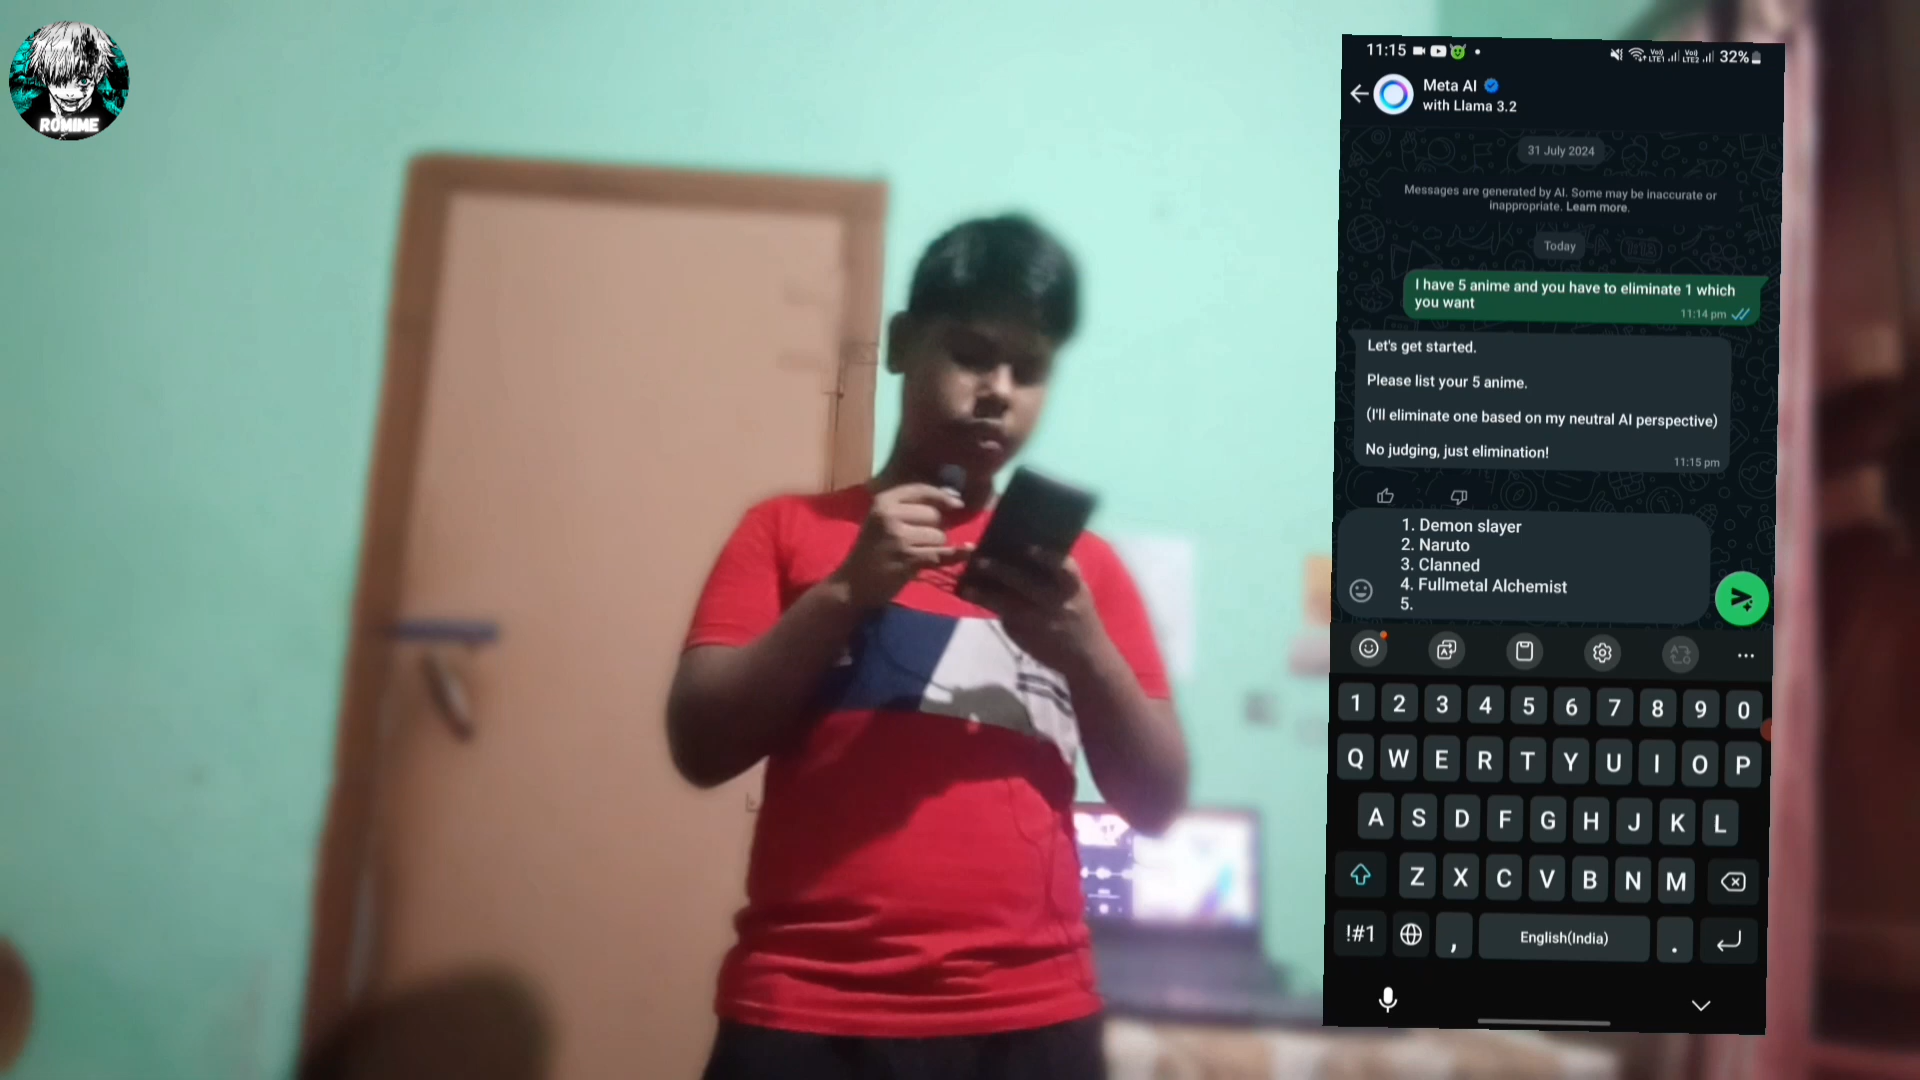 ROMIME
11:15
Vo)) LTE1 Vo)) LTE2 32%
Meta AI
with Llama 3.2
31 July 2024
Messages are generated by AI. Some may be inaccurate or
inappropriate. Learn more.
Today
I have 5 anime and you have to eliminate 1 which
you want
11:14 pm
Let's get started.
Please list your 5 anime.
(I'll eliminate one based on my neutral AI perspective)
No judging, just elimination!
11:15 pm
1. Demon slayer
2. Naruto
3. Clanned
4. Fullmetal Alchemist
5.
1 2 3 4 5 6 7 8 9 0
Q W E R T Y U I O P
A S D F G H J K L
Z X C V B N M
!#1 , English(India) .